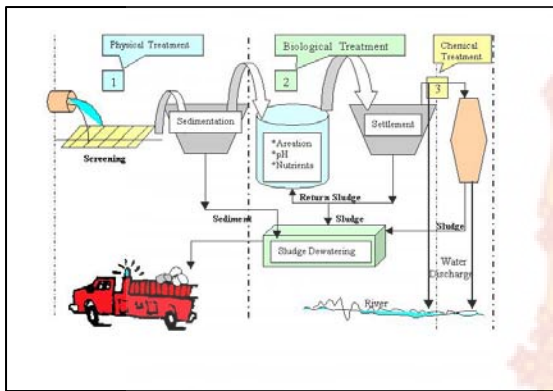 Physical Treatment
Biological Treatment
Chemical
Treatment
1
2
3
Sedimentation
Settlement
*Areation
*pH
*Nutrients
Screening
Return Sludge
Sediment
Sludge
Sludge
Sludge Dewatering
Water
Discharge
River